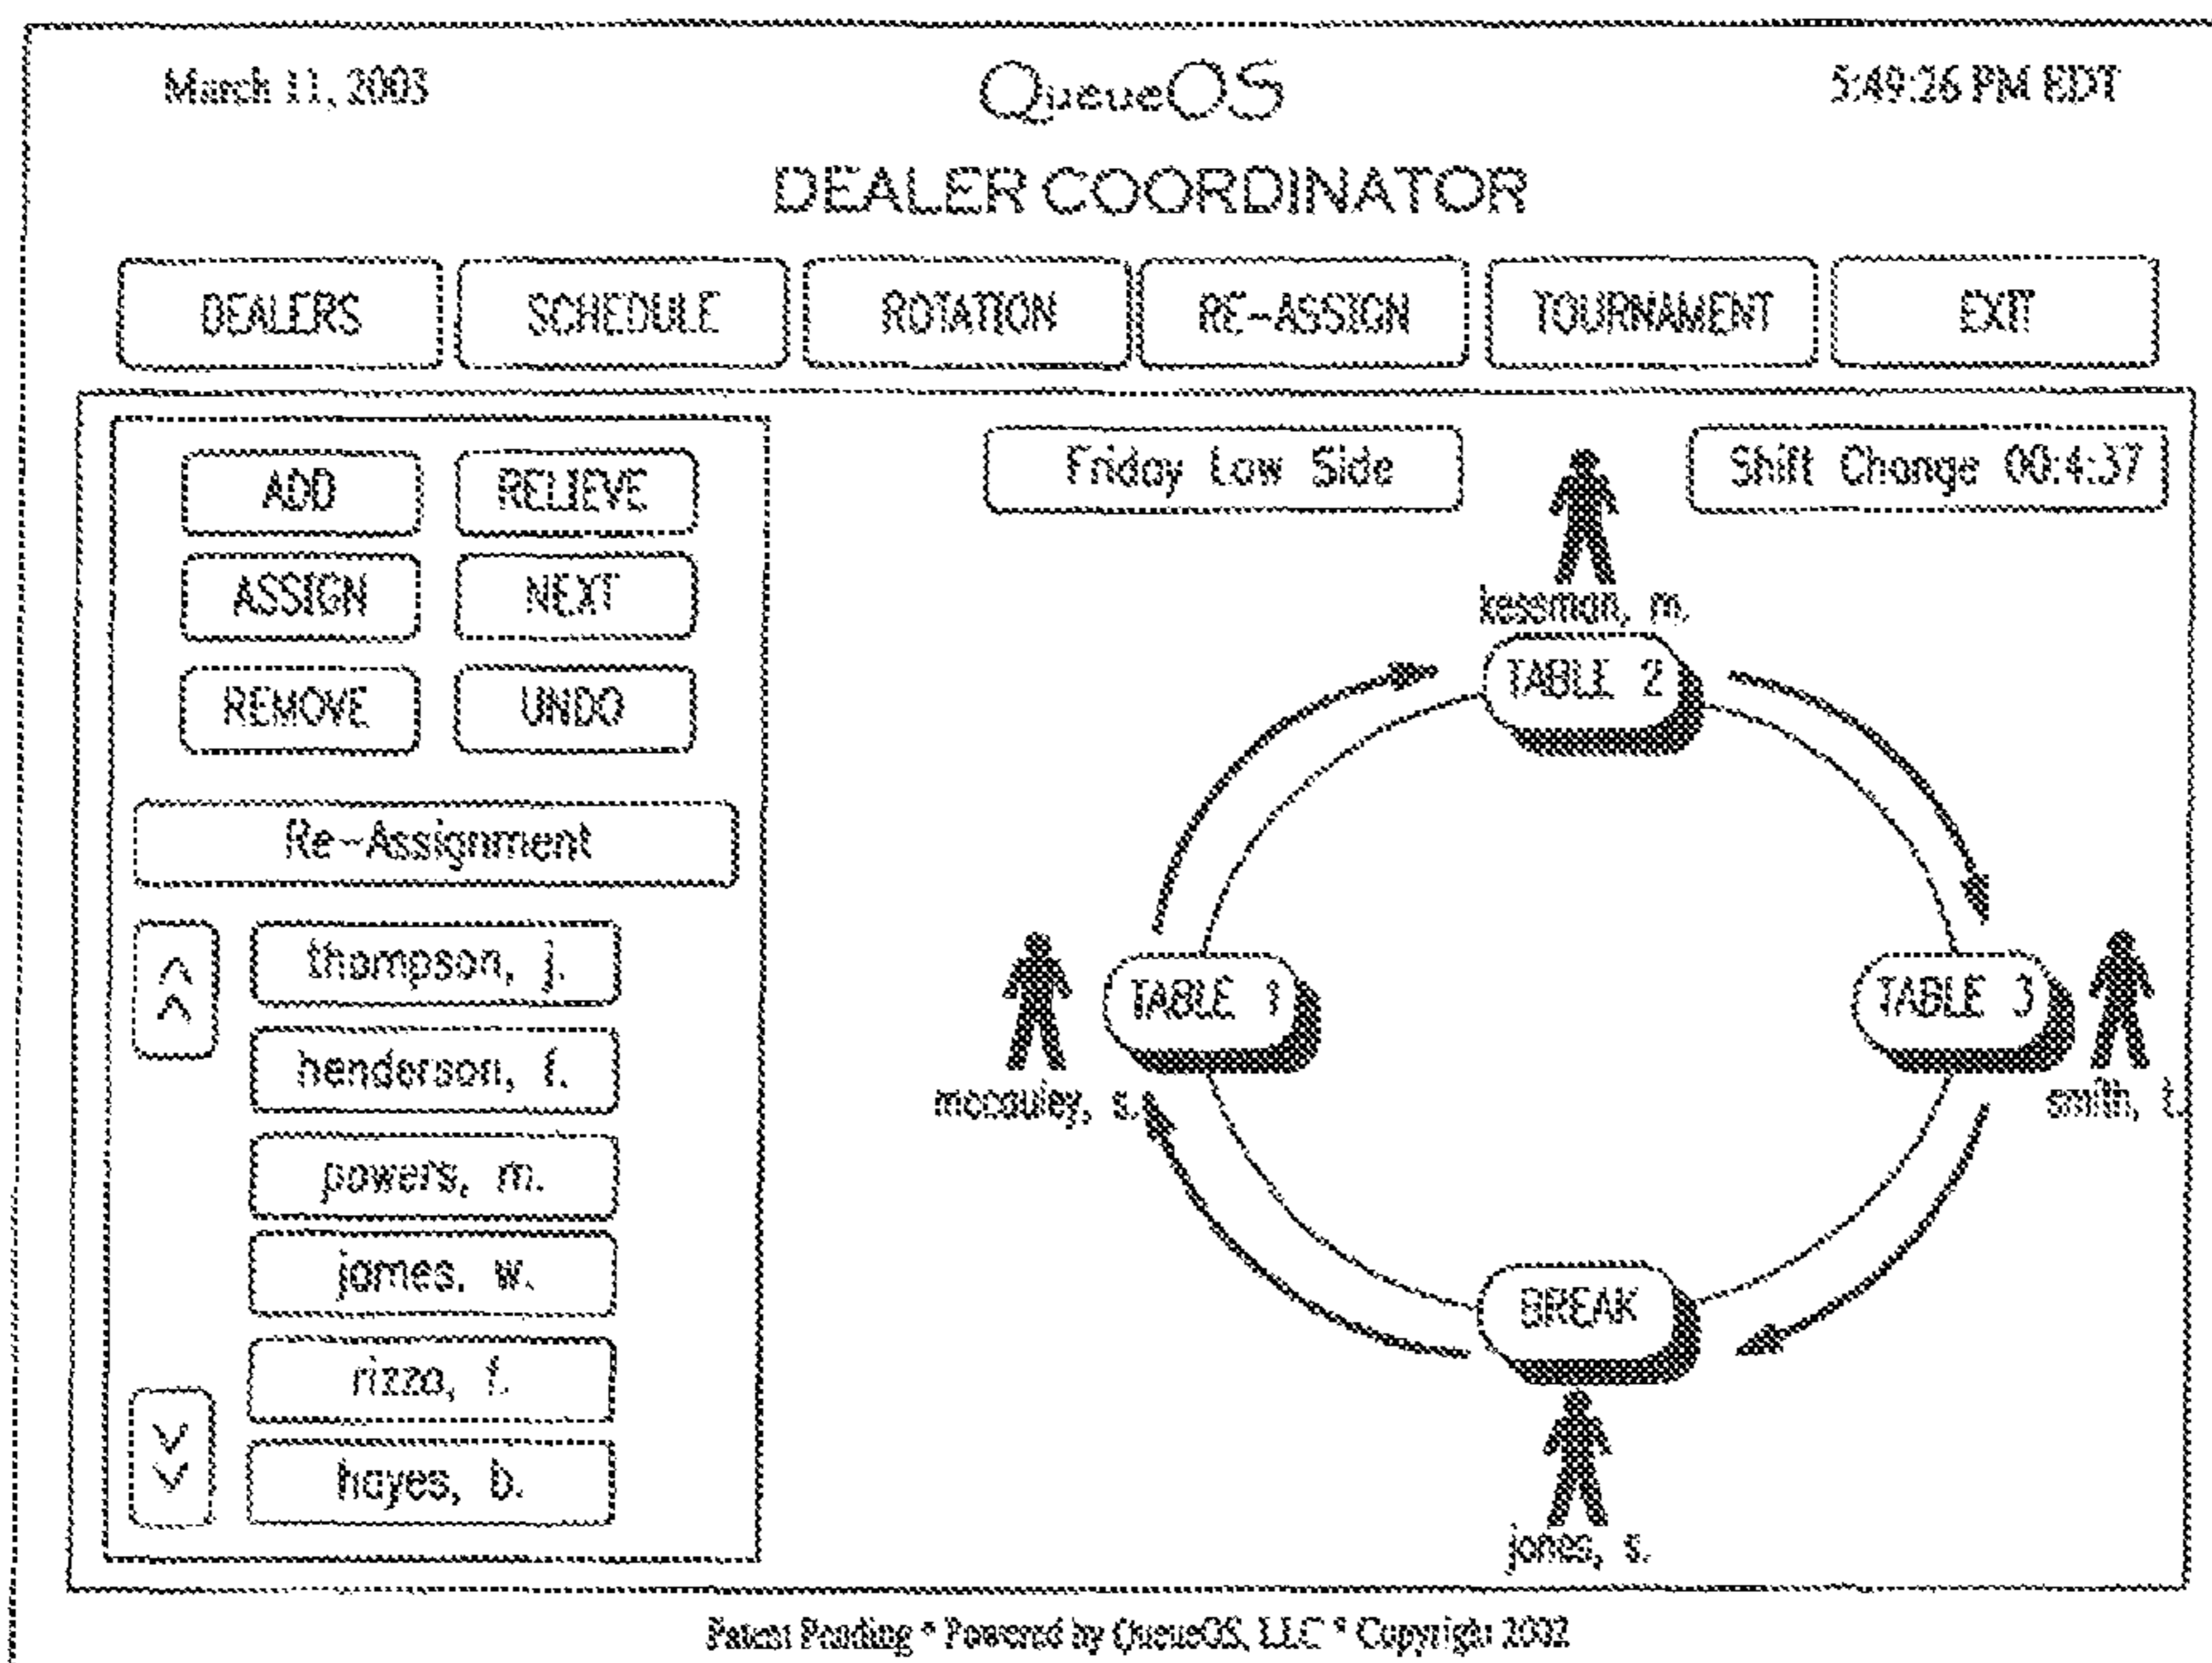 March 11, 2003
QueueOS
5:49:26 PM EDT
DEALER COORDINATOR
DEALERS
SCHEDULE
ROTATION
RE-ASSIGN
TOURNAMENT
EXIT
ADD
RELIEVE
ASSIGN
NEXT
REMOVE
UNDO
Re-Assignment
thompson, j.
henderson, f.
powers, m.
james, w.
rizzo, f.
hayes, b.
Friday Low Side
Shift Change 00:4:37
kessman, m.
TABLE 2
TABLE 1
mccauley, s.
TABLE 3
smith, t.
BREAK
jones, s.
Patent Pending * Powered by QueueOS, LLC * Copyright 2002